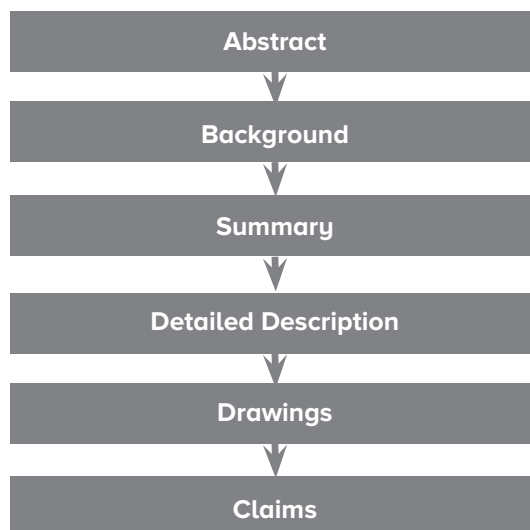 Abstract
Background
Summary
Detailed Description
Drawings
Claims